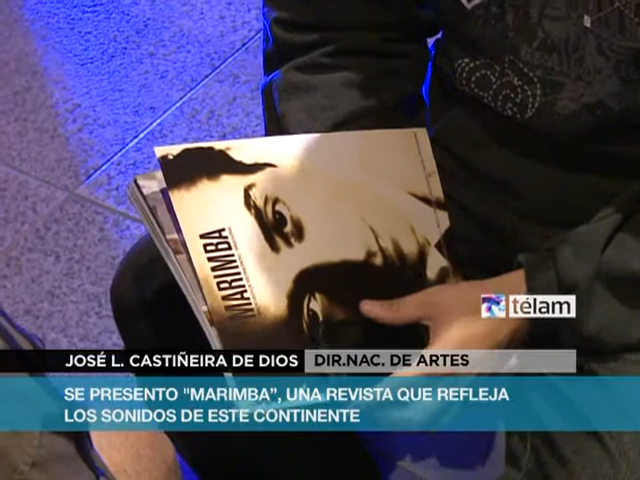 MARIMBA
télam
JOSÉ L. CASTIÑEIRA DE DIOS DIR.NAC. DE ARTES
SE PRESENTO "MARIMBA”, UNA REVISTA QUE REFLEJA
LOS SONIDOS DE ESTE CONTINENTE